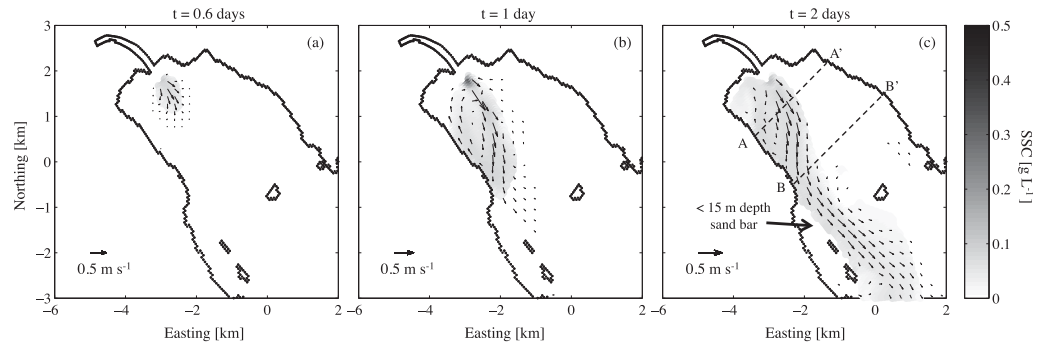 t = 0.6 days
t = 1 day
t = 2 days
(a)
(b)
(c)
3
2
1
0
−1
−2
−3
Northing [km]
−6
−4
−2
0
2
Easting [km]
0.5 m s⁻¹
−6
−4
−2
0
2
Easting [km]
0.5 m s⁻¹
A
A'
B
B'
< 15 m depth
sand bar
0.5 m s⁻¹
−6
−4
−2
0
2
Easting [km]
0.5
0.4
0.3
0.2
0.1
0
SSC [g L⁻¹]